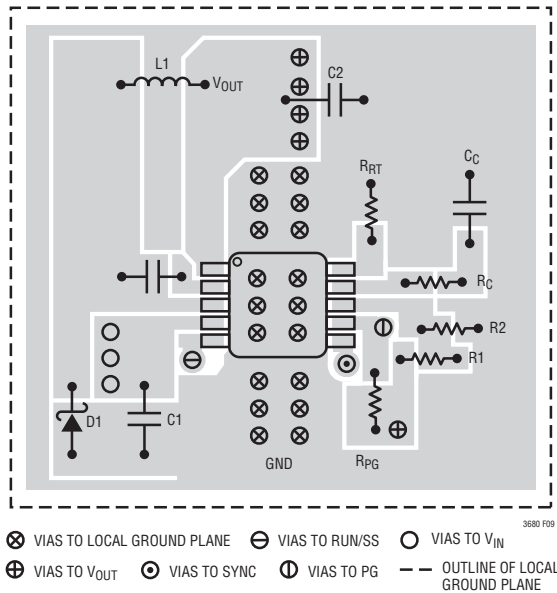 L1
VOUT
C2
RRT
CC
RC
R2
R1
D1
C1
GND
RPG
3680 F09
VIAS TO LOCAL GROUND PLANE
VIAS TO RUN/SS
VIAS TO VIN
VIAS TO VOUT
VIAS TO SYNC
VIAS TO PG
OUTLINE OF LOCAL
GROUND PLANE